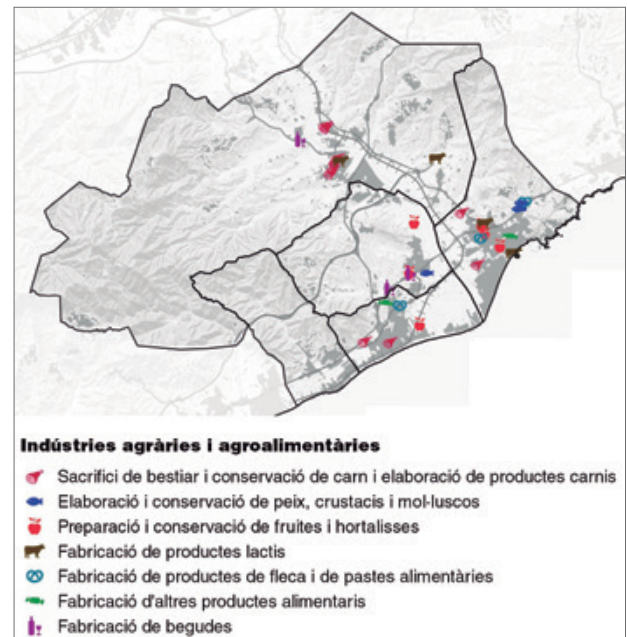 Indústries agràries i agroalimentàries
Sacrifici de bestiar i conservació de carn i elaboració de productes carnis
Elaboració i conservació de peix, crustacis i mol·luscos
Preparació i conservació de fruites i hortalisses
Fabricació de productes lactis
Fabricació de productes de fleca i de pastes alimentàries
Fabricació d'altres productes alimentaris
Fabricació de begudes